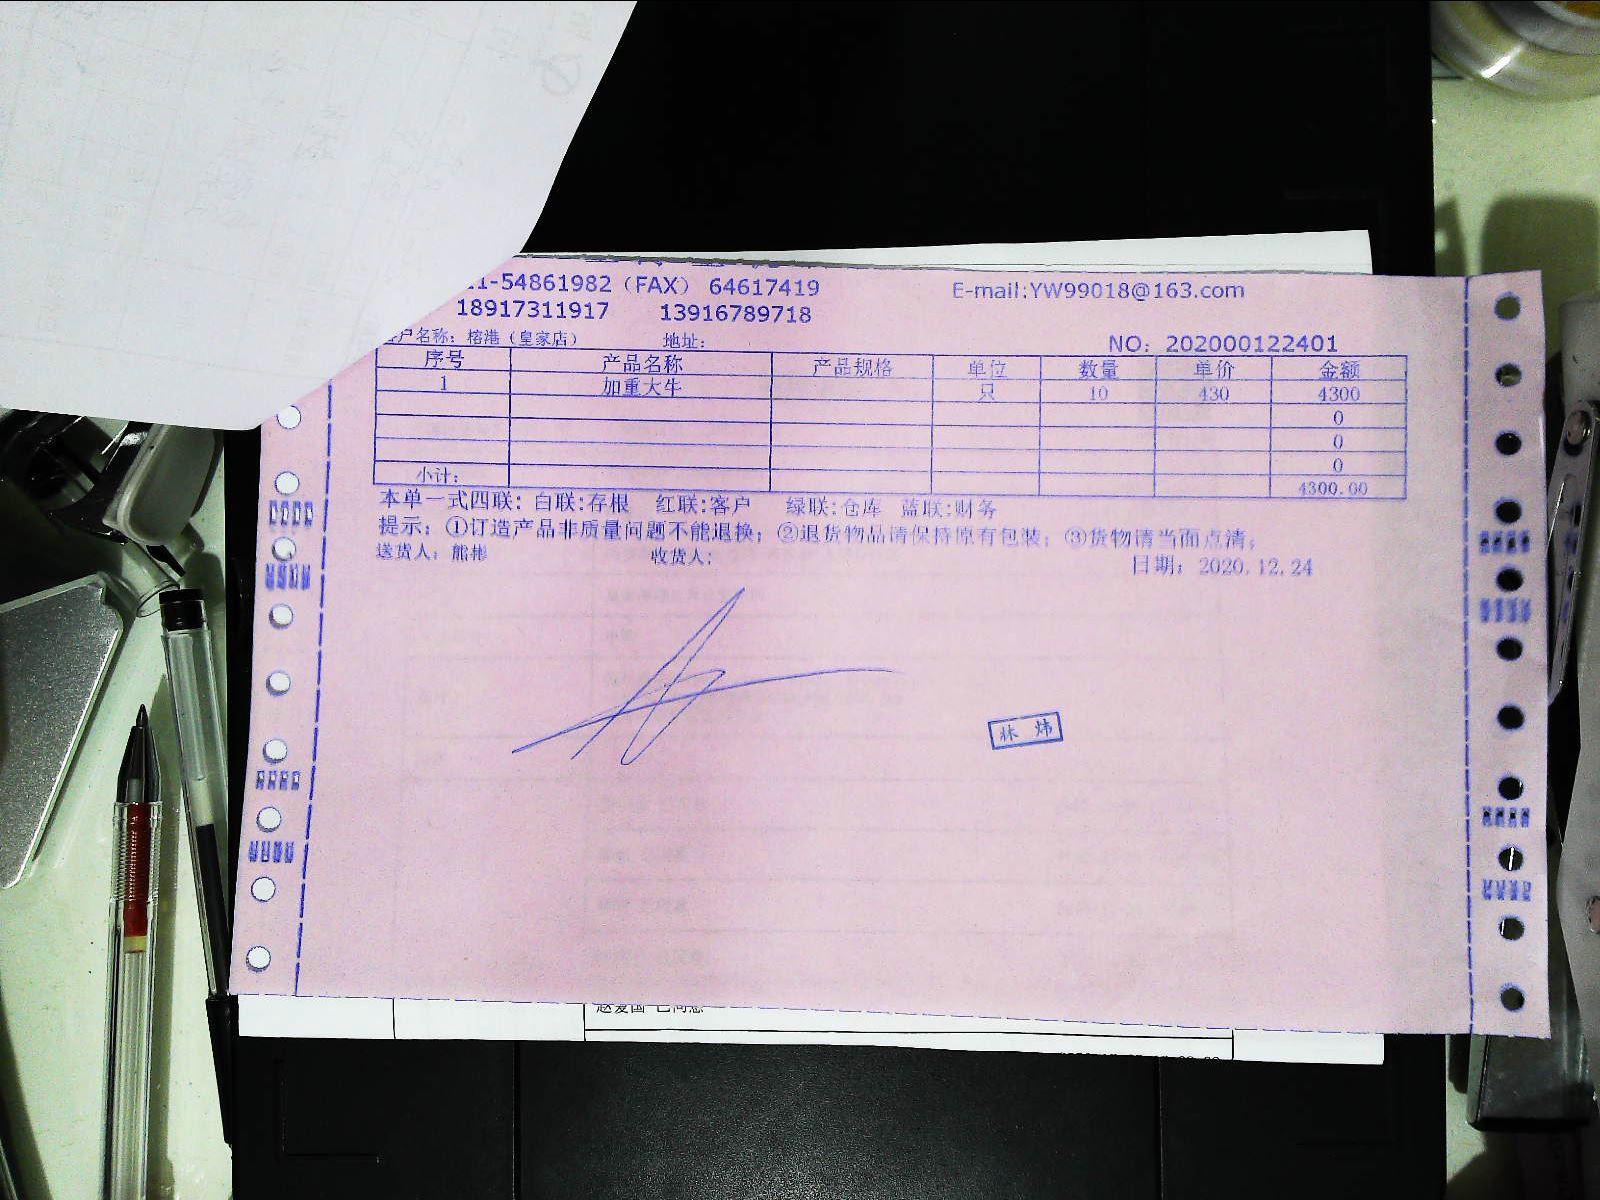 1-54861982（FAX） 64617419 E-mail:YW99018@163.com
18917311917 13916789718
户名称：榕港（皇家店） 地址： NO：202000122401
序号 产品名称 产品规格 单位 数量 单价 金额
1 加重大牛 只 10 430 4300
0
0
0
小计： 4300.00
本单一式四联：白联:存根 红联:客户 绿联:仓库 蓝联:财务
提示：①订造产品非质量问题不能退换；②退货物品请保持原有包装；③货物请当面点清；
送货人：熊彬 收货人： 日期：2020.12.24
林 炜